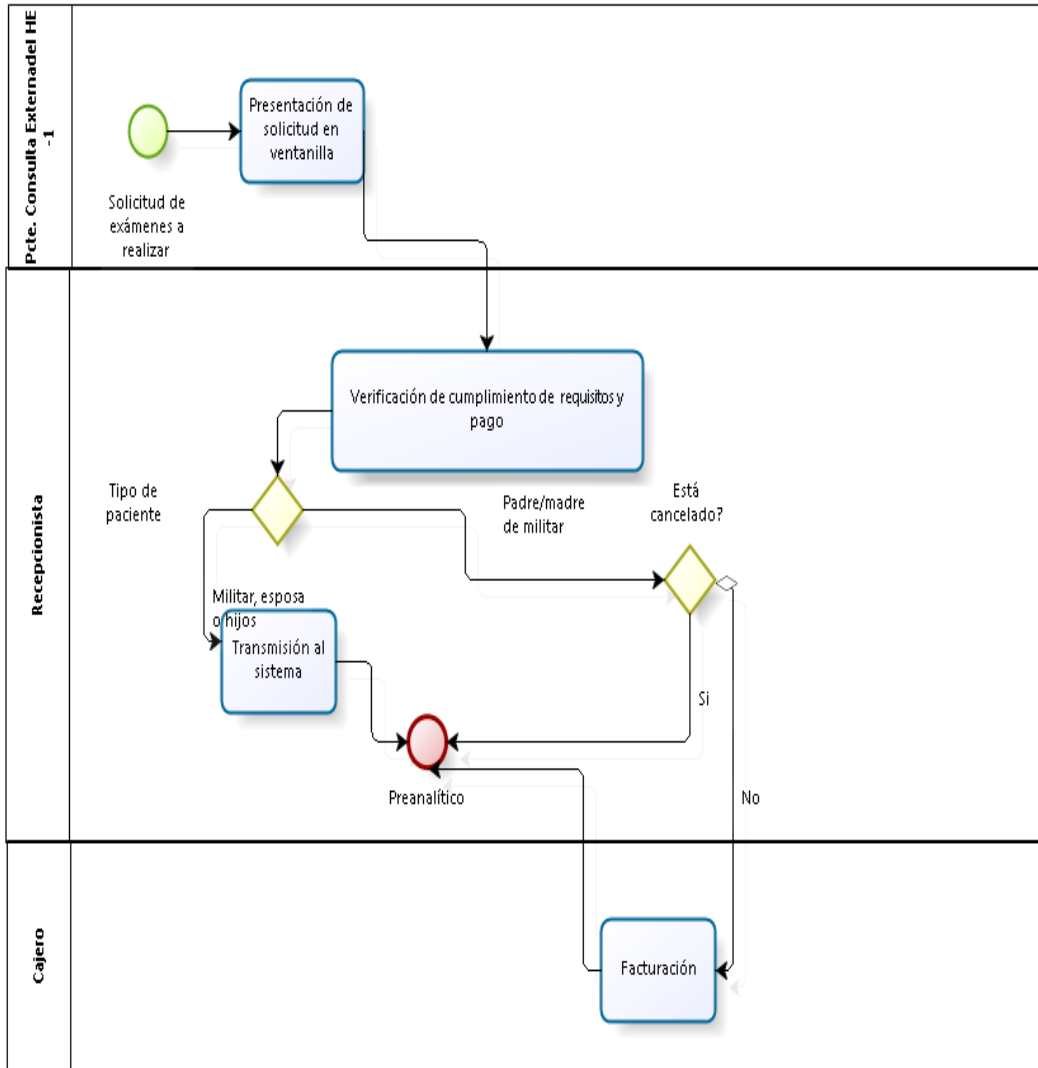 Pcte. Consulta Externadel HE
-1
Presentación de
solicitud en
ventanilla
Solicitud de
exámenes a
realizar
Recepcionista
Verificación de cumplimiento de requisitos y
pago
Tipo de
paciente
Padre/madre
de militar
Está
cancelado?
Militar, esposa
o hijos
Transmisión al
sistema
Si
Preanalítico
No
Cajero
Facturación